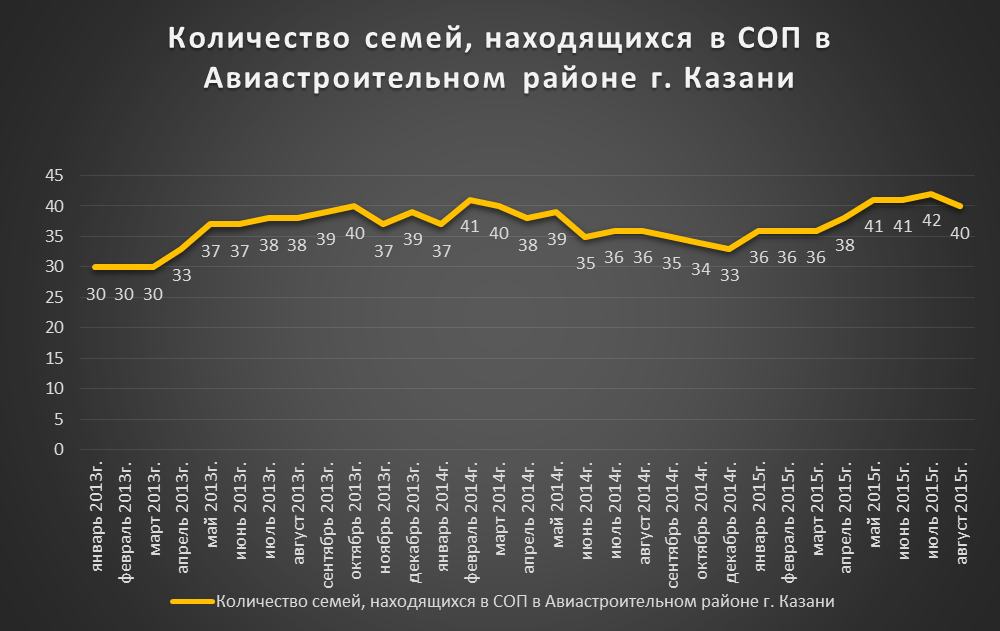 Количество семей, находящихся в СОП в
Авиастроительном районе г. Казани
45
40
35
30
25
20
15
10
5
0
30 30 30 33 37 37 38 38 39 40 37 39 37 41 40 38 39 35 36 36 35 34 33 36 36 36 38 41 41 42 40
январь 2013г.
февраль 2013г.
март 2013г.
апрель 2013г.
май 2013г.
июнь 2013г.
июль 2013г.
август 2013г.
сентябрь 2013г.
октябрь 2013г.
ноябрь 2013г.
декабрь 2013г.
январь 2014г.
февраль 2014г.
март 2014г.
апрель 2014г.
май 2014г.
июнь 2014г.
июль 2014г.
август 2014г.
сентябрь 2014г.
октябрь 2014г.
декабрь 2014г.
январь 2015г.
февраль 2015г.
март 2015г.
апрель 2015г.
май 2015г.
июнь 2015г.
июль 2015г.
август 2015г.
Количество семей, находящихся в СОП в Авиастроительном районе г. Казани